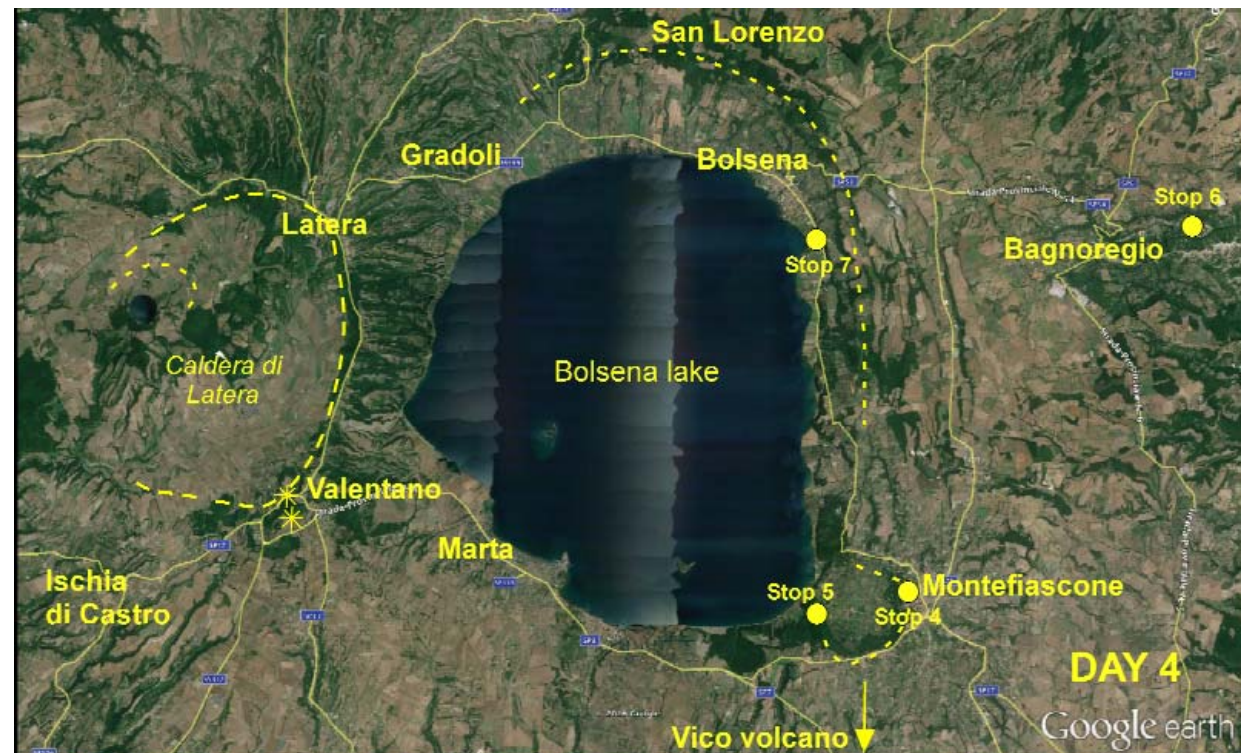 San Lorenzo
Gradoli
Bolsena
Stop 6
Latera
Bagnoregio
Stop 7
Caldera di
Latera
Bolsena lake
Valentano
Marta
Ischia
di Castro
Stop 5
Montefiascone
Stop 4
DAY 4
Vico volcano
Google earth